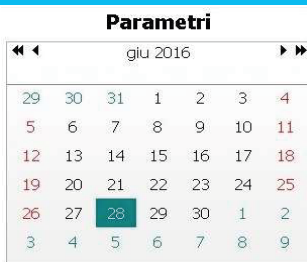 Parametri
giu 2016
29 30 31 1 2 3 4
5 6 7 8 9 10 11
12 13 14 15 16 17 18
19 20 21 22 23 24 25
26 27 28 29 30 1 2
3 4 5 6 7 8 9